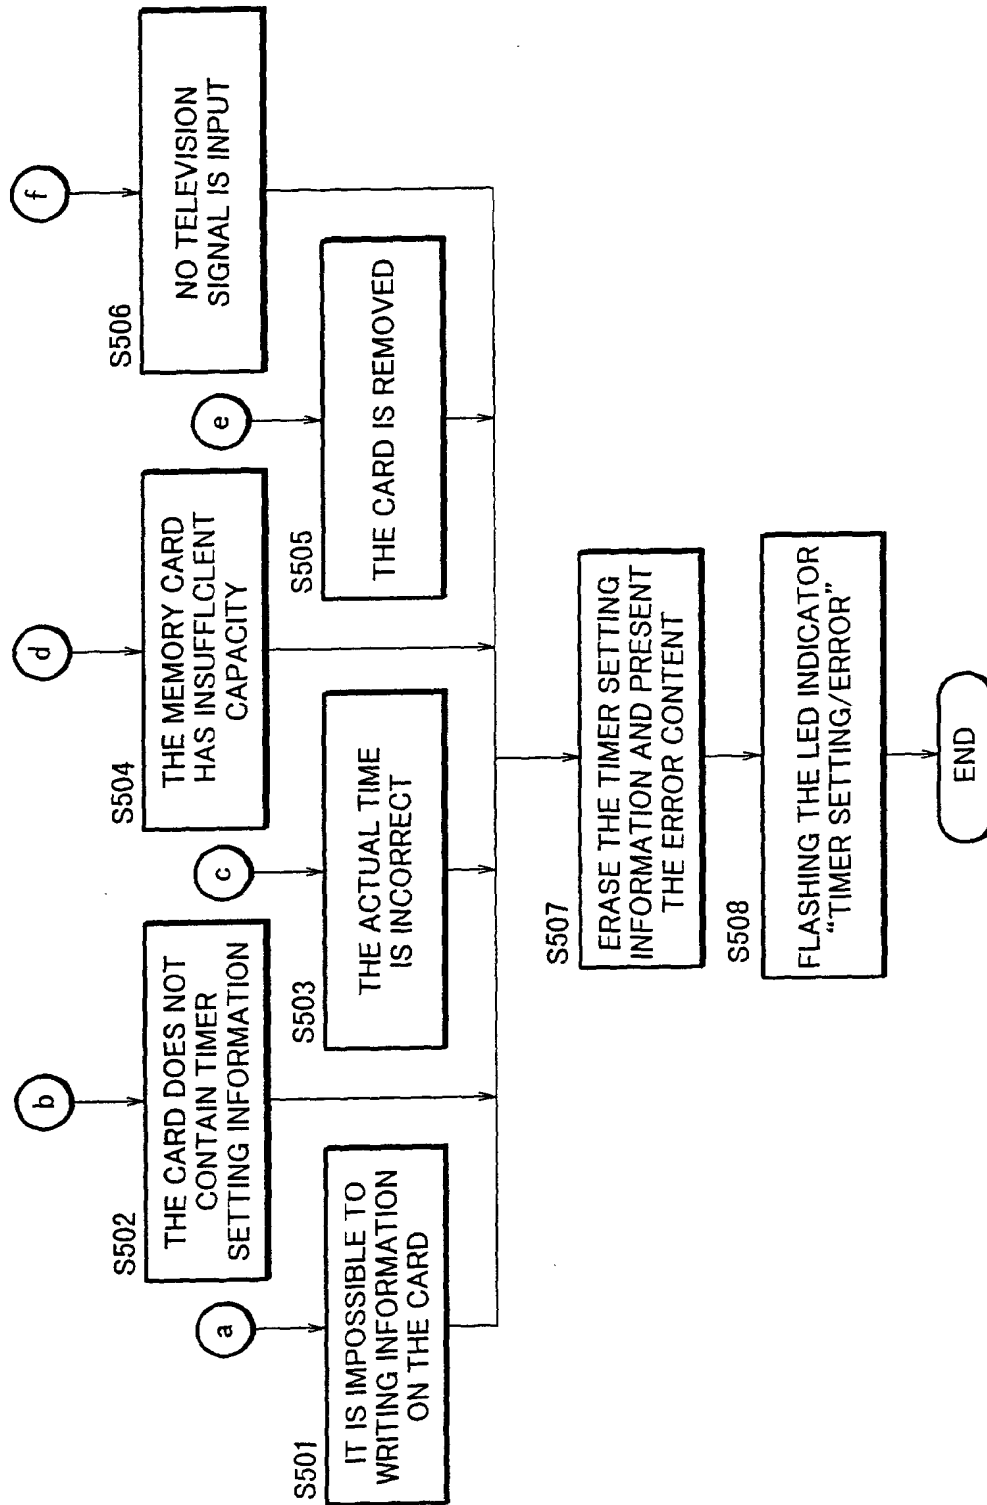 a
S501
IT IS IMPOSSIBLE TO
WRITING INFORMATION
ON THE CARD
b
S502
THE CARD DOES NOT
CONTAIN TIMER
SETTING INFORMATION
c
S503
THE ACTUAL TIME
IS INCORRECT
d
S504
THE MEMORY CARD
HAS INSUFFLCLENT
CAPACITY
e
S505
THE CARD IS REMOVED
f
S506
NO TELEVISION
SIGNAL IS INPUT
S507
ERASE THE TIMER SETTING
INFORMATION AND PRESENT
THE ERROR CONTENT
S508
FLASHING THE LED INDICATOR
“TIMER SETTING/ERROR”
END